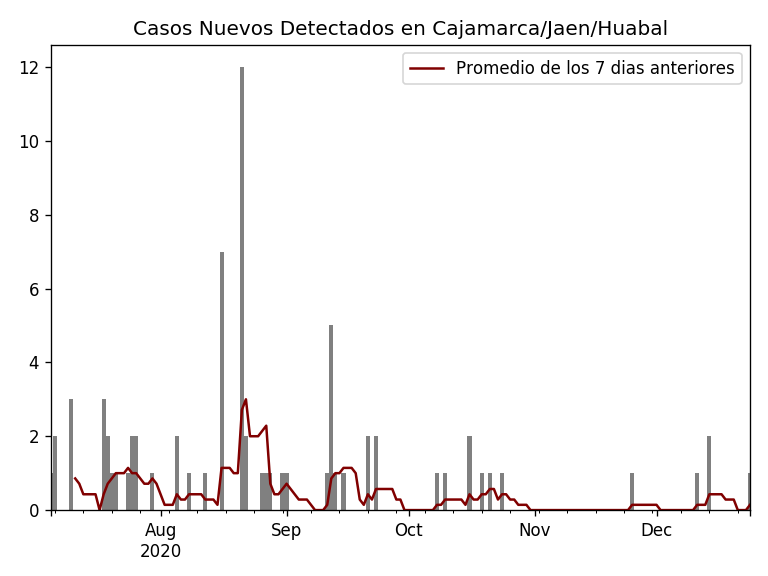 Casos Nuevos Detectados en Cajamarca/Jaen/Huabal
Promedio de los 7 dias anteriores
12
10
8
6
4
2
0
Aug Sep Oct Nov Dec
2020